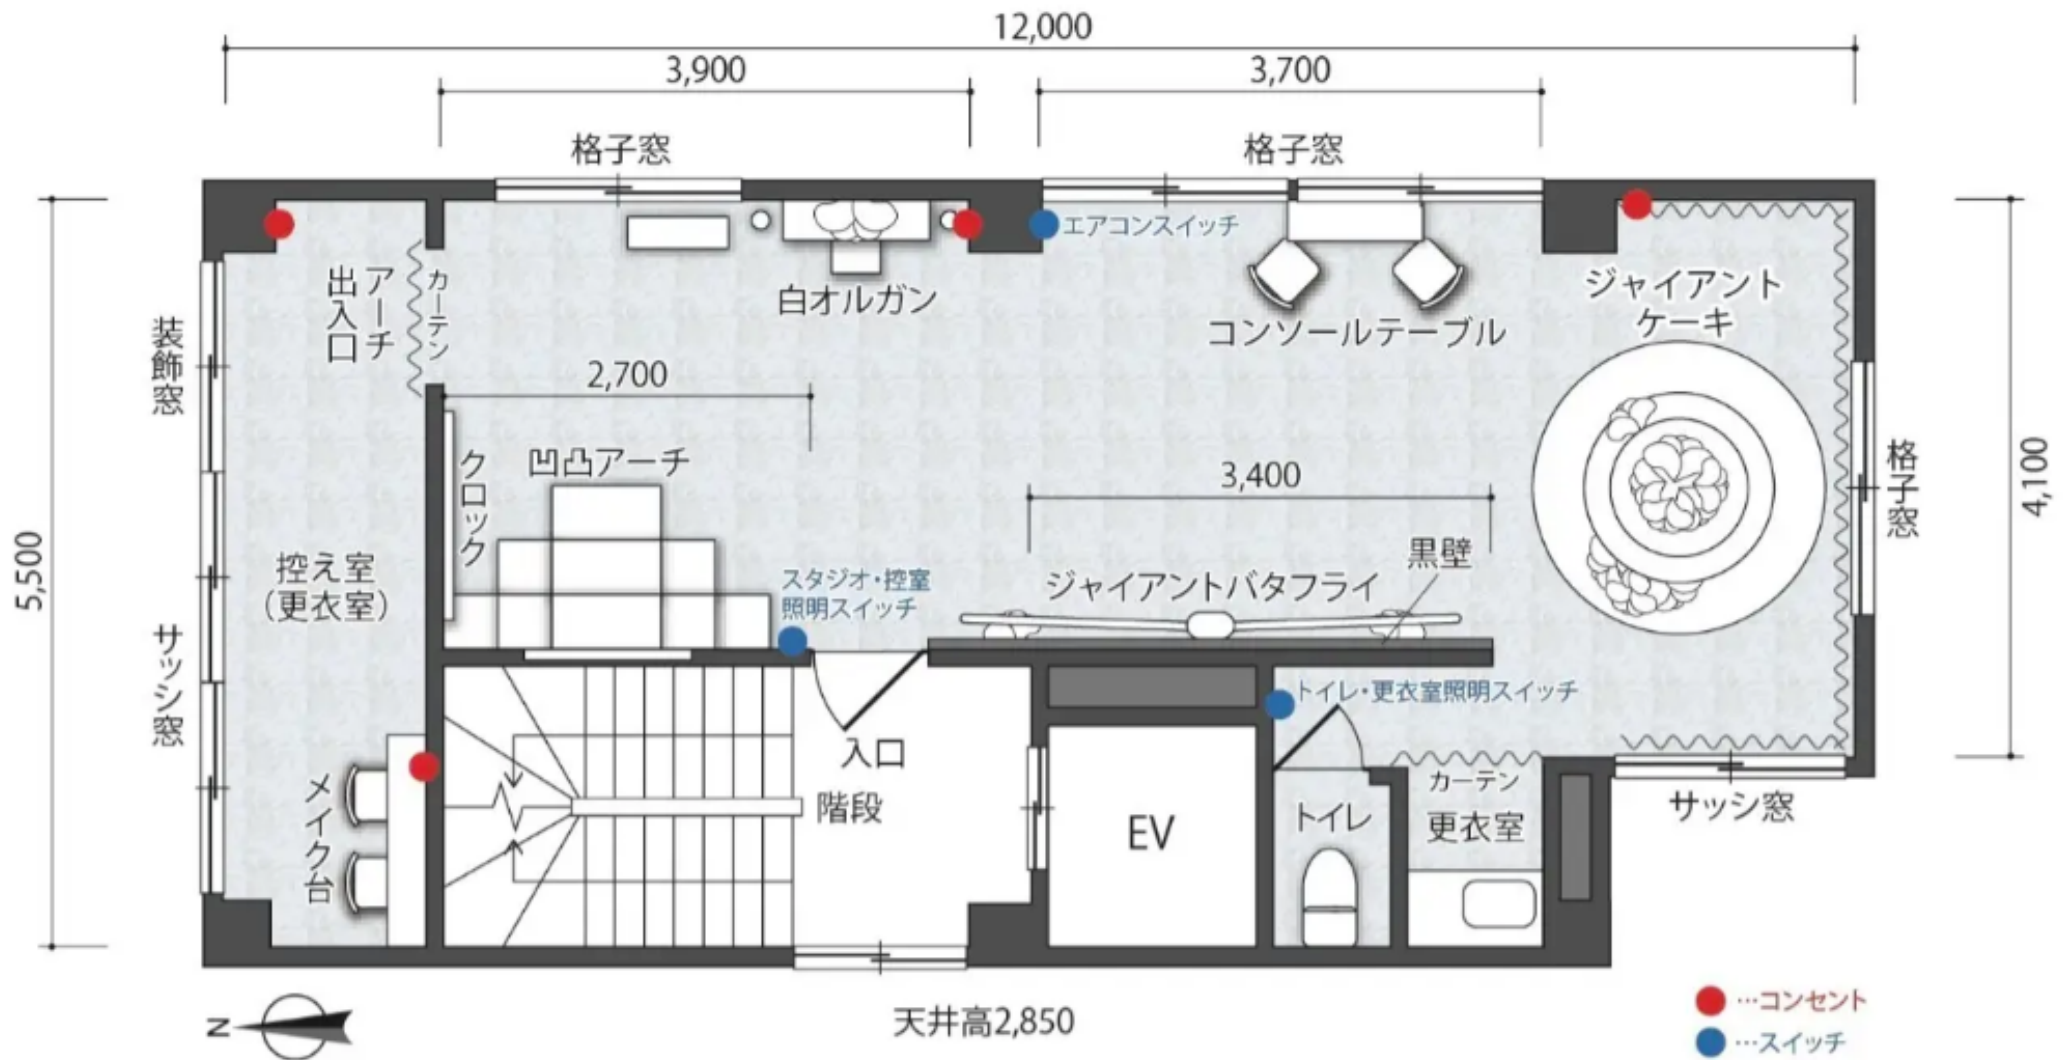 12,000
3,900
3,700
格子窓
格子窓
エアコンスイッチ
アーチ
出入口
カーテン
白オルガン
コンソールテーブル
ジャイアント
ケーキ
装飾窓
2,700
クロック
凹凸アーチ
3,400
格子窓
4,100
5,500
控え室
（更衣室）
スタジオ・控室
照明スイッチ
ジャイアントバタフライ
黒壁
サッシ窓
トイレ・更衣室照明スイッチ
入口
階段
メイク台
EV
トイレ
カーテン
更衣室
サッシ窓
N
天井高2,850
…コンセント
…スイッチ